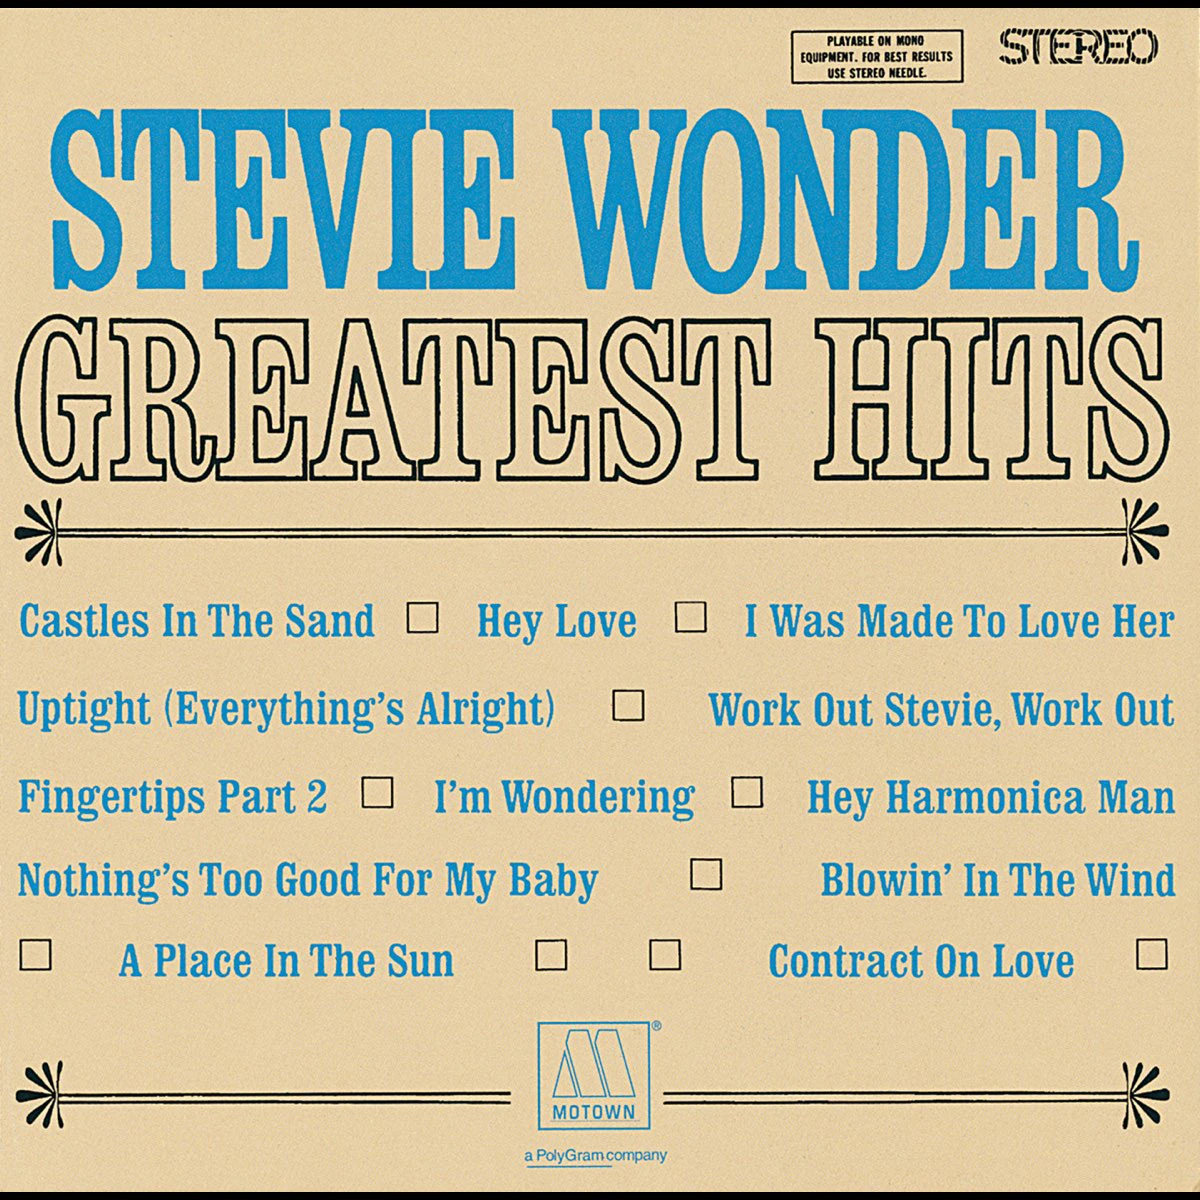 PLAYABLE ON MONO
EQUIPMENT. FOR BEST RESULTS
USE STEREO NEEDLE.
STEREO
STEVIE WONDER
GREATEST HITS
Castles In The Sand □ Hey Love □ I Was Made To Love Her
Uptight (Everything's Alright) □ Work Out Stevie, Work Out
Fingertips Part 2 □ I'm Wondering □ Hey Harmonica Man
Nothing's Too Good For My Baby □ Blowin' In The Wind
□ A Place In The Sun □ □ Contract On Love □
®
MOTOWN
a PolyGram company